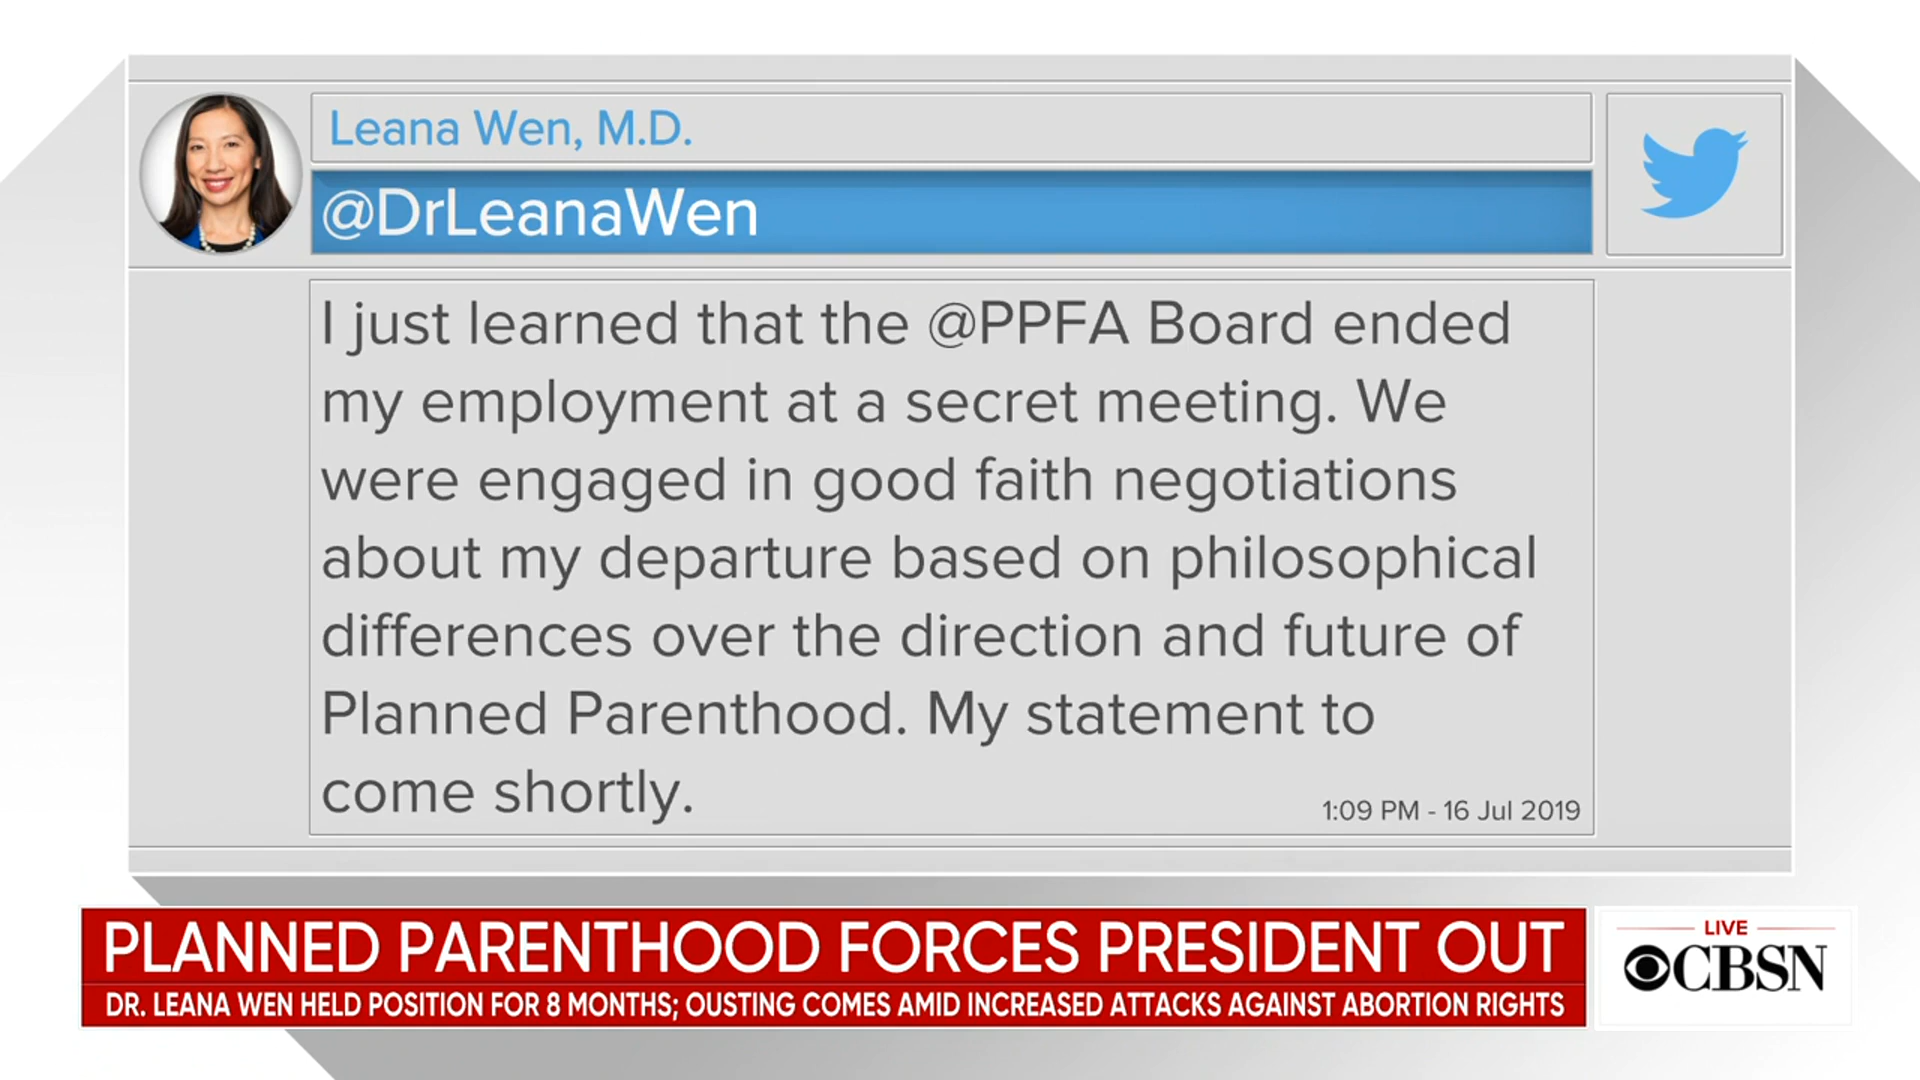 Leana Wen, M.D.
@DrLeanaWen
I just learned that the @PPFA Board ended
my employment at a secret meeting. We
were engaged in good faith negotiations
about my departure based on philosophical
differences over the direction and future of
Planned Parenthood. My statement to
come shortly.
1:09 PM - 16 Jul 2019
PLANNED PARENTHOOD FORCES PRESIDENT OUT
DR. LEANA WEN HELD POSITION FOR 8 MONTHS; OUSTING COMES AMID INCREASED ATTACKS AGAINST ABORTION RIGHTS
LIVE
CBSN